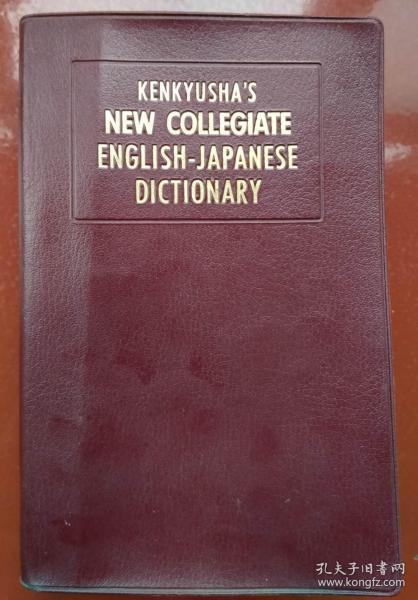 KENKYUSHA'S
NEW COLLEGIATE
ENGLISH-JAPANESE
DICTIONARY
孔夫子旧书网
www.kongfz.com